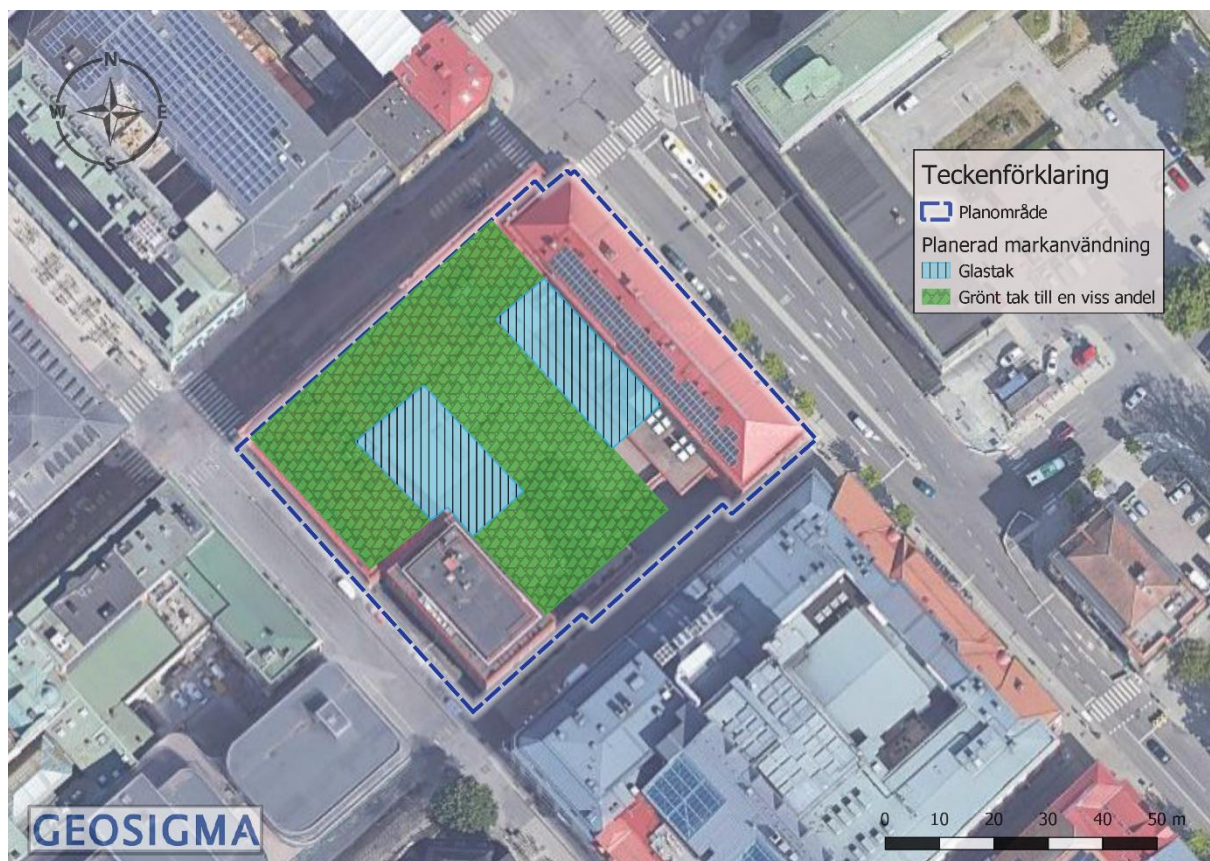 N
W
E
S
Teckenförklaring
Planområde
Planerad markanvändning
Glastak
Grönt tak till en viss andel
GEOSIGMA
0 10 20 30 40 50 m